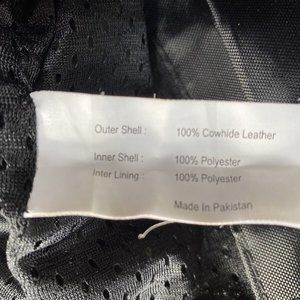 Outer Shell : 100% Cowhide Leather
Inner Shell : 100% Polyester
Inter Lining : 100% Polyester
Made In Pakistan